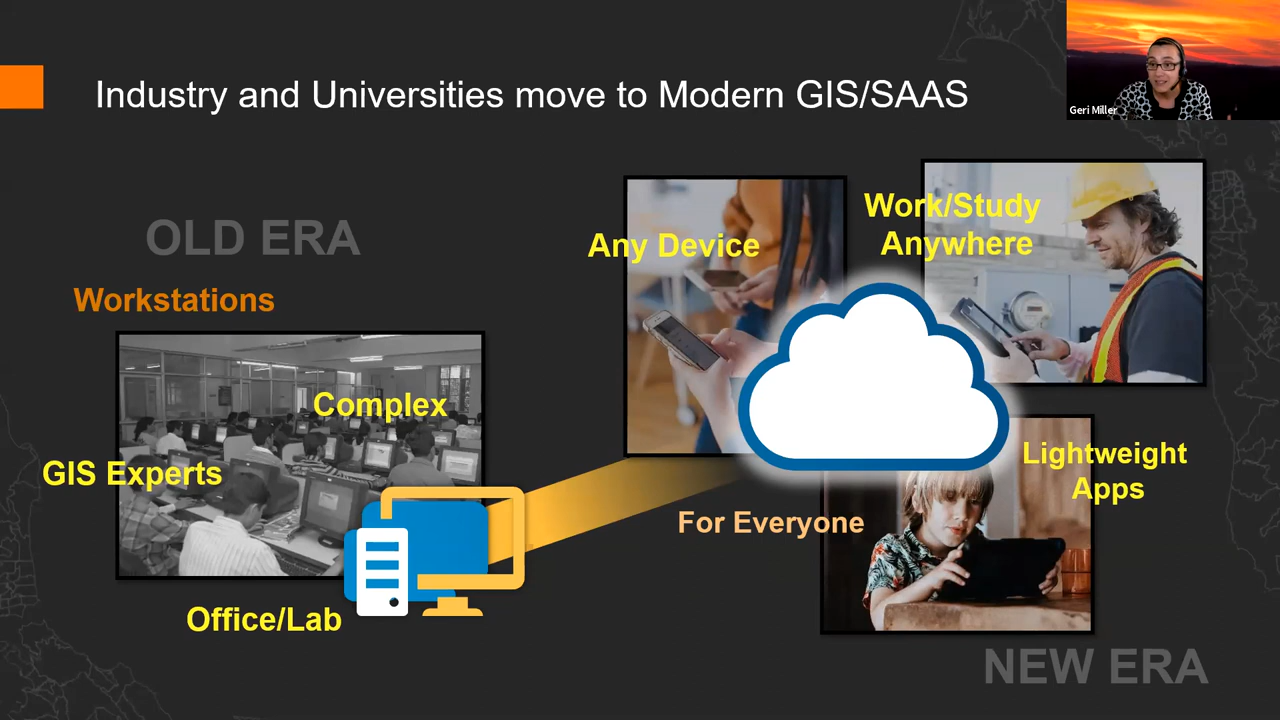 Industry and Universities move to Modern GIS/SAAS
Geri Miller
OLD ERA
Workstations
Complex
GIS Experts
Office/Lab
Any Device
Work/Study
Anywhere
Lightweight
Apps
For Everyone
NEW ERA